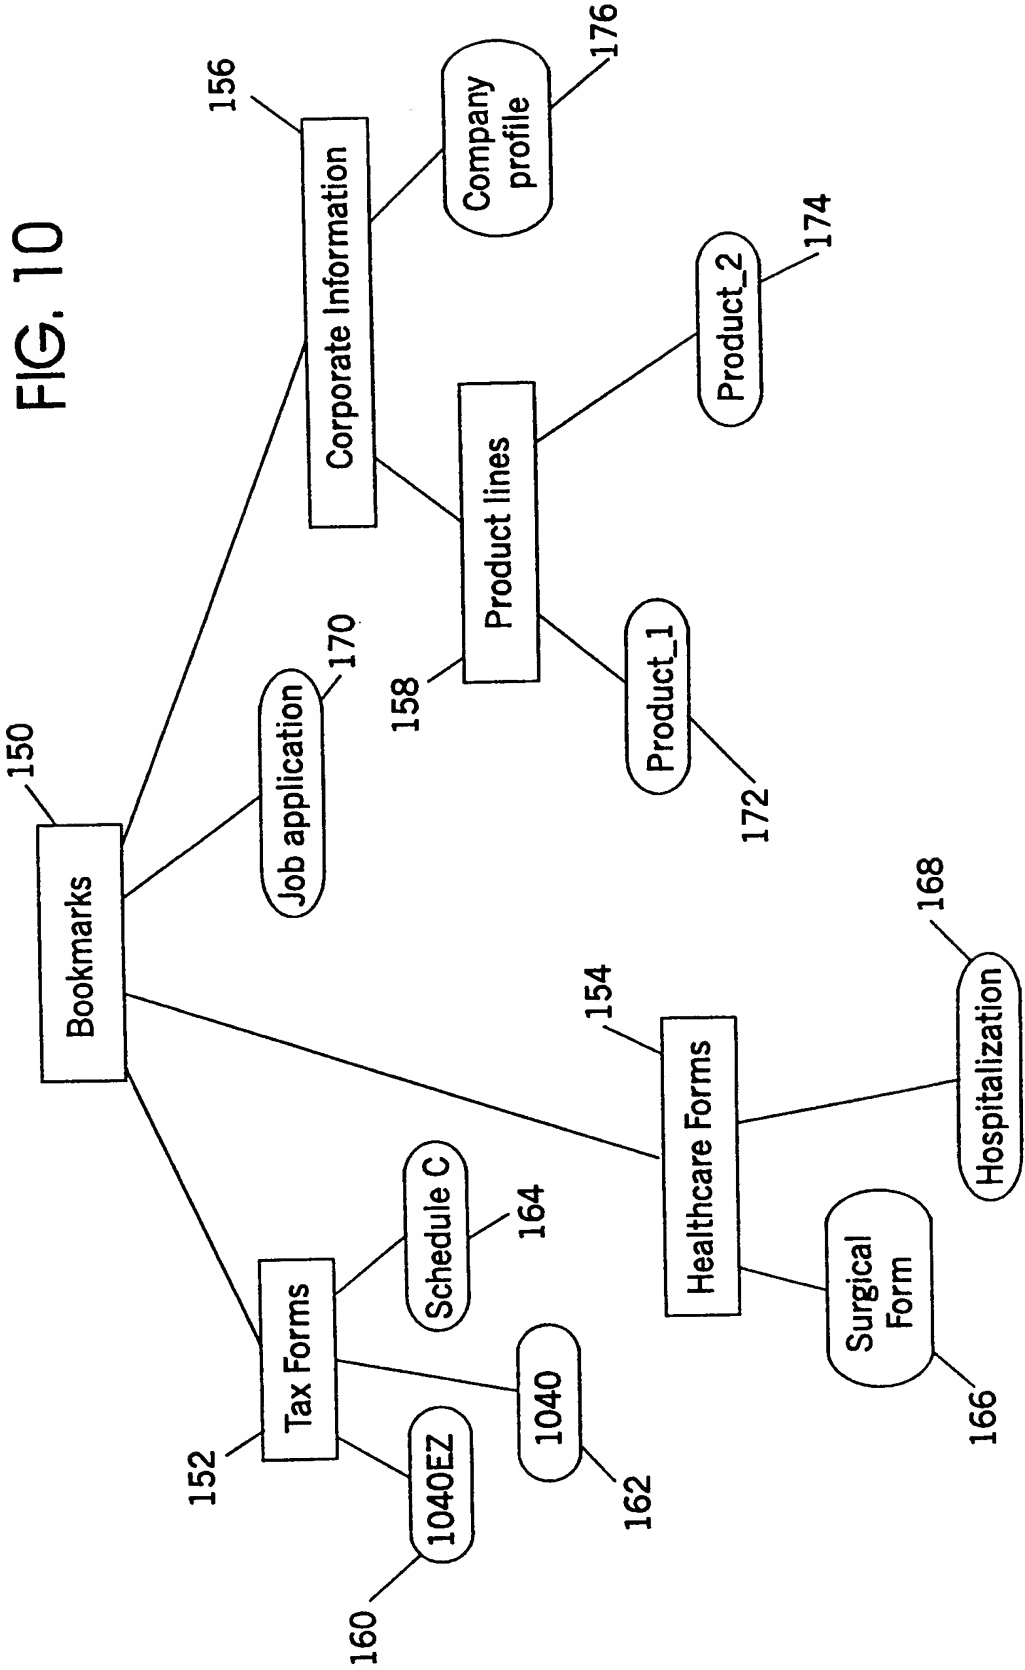 FIG. 10
150
Bookmarks
156
Corporate Information
170
Job application
152
Tax Forms
176
Company
profile
158
Product lines
160
1040EZ
164
Schedule C
162
1040
172
Product_1
174
Product_2
154
Healthcare Forms
166
Surgical
Form
168
Hospitalization